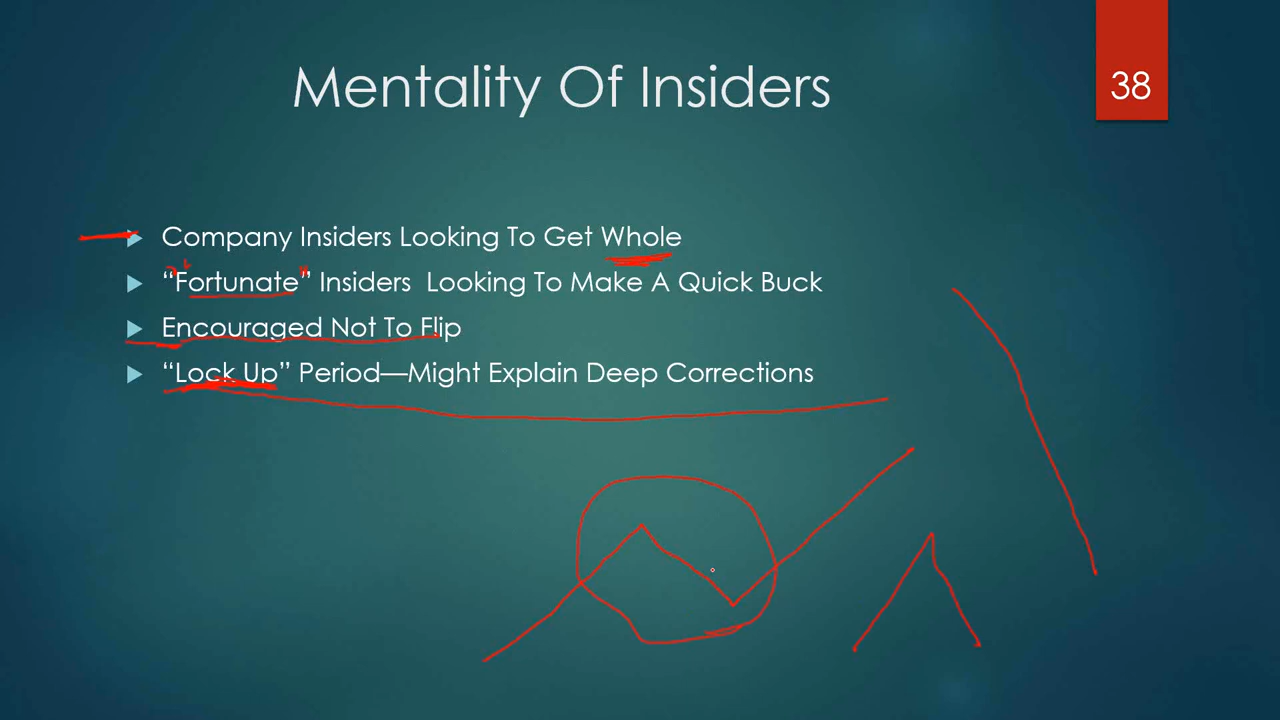 Mentality Of Insiders
38
Company Insiders Looking To Get Whole
“Fortunate” Insiders Looking To Make A Quick Buck
Encouraged Not To Flip
“Lock Up” Period—Might Explain Deep Corrections